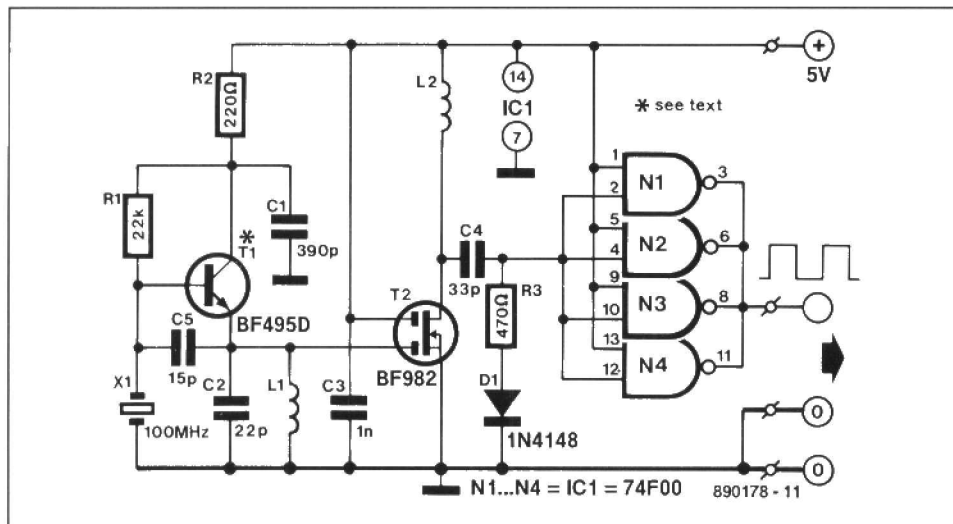 R2
220Ω
R1
22k
C1
390p
*
T1
BF495D
C5
15p
X1
100MHz
C2
22p
L1
C3
1n
L2
T2
BF982
C4
33p
R3
470Ω
D1
1N4148
14
IC1
7
+
5V
* see text
1
2
N1
3
5
4
N2
6
9
10
N3
8
13
12
N4
11
0
0
N1...N4 = IC1 = 74F00
890178 - 11